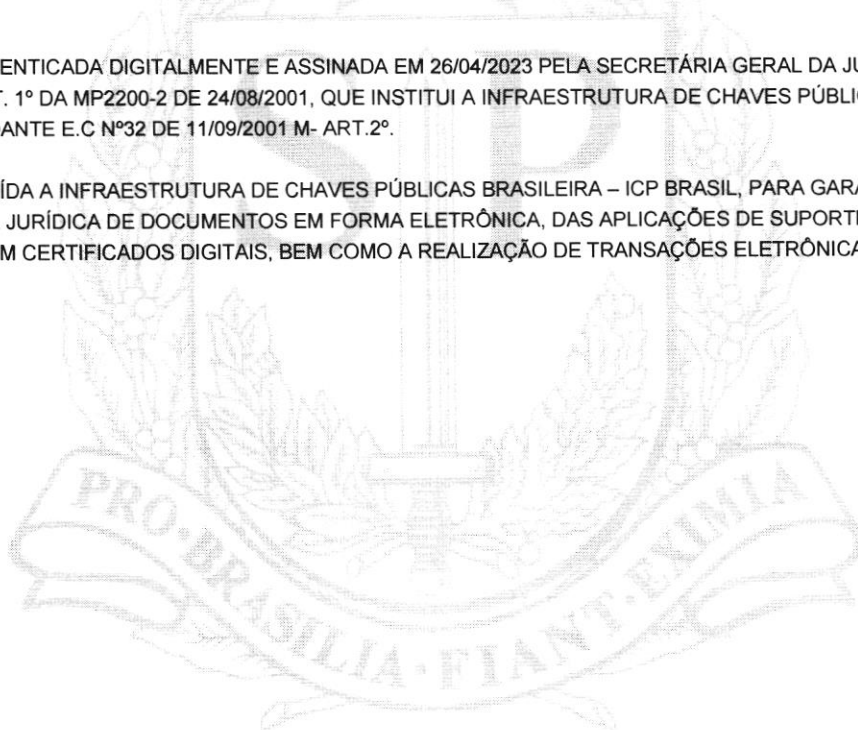 ENTICADA DIGITALMENTE E ASSINADA EM 26/04/2023 PELA SECRETÁRIA GERAL DA JU
. 1º DA MP2200-2 DE 24/08/2001, QUE INSTITUI A INFRAESTRUTURA DE CHAVES PÚBLI
ANTE E.C Nº32 DE 11/09/2001 M- ART.2º.
ÍDA A INFRAESTRUTURA DE CHAVES PÚBLICAS BRASILEIRA – ICP BRASIL, PARA GARA
JURÍDICA DE DOCUMENTOS EM FORMA ELETRÔNICA, DAS APLICAÇÕES DE SUPORT
M CERTIFICADOS DIGITAIS, BEM COMO A REALIZAÇÃO DE TRANSAÇÕES ELETRÔNICA
SP
PRO·BRASILIA·FIANT·EXIMIA